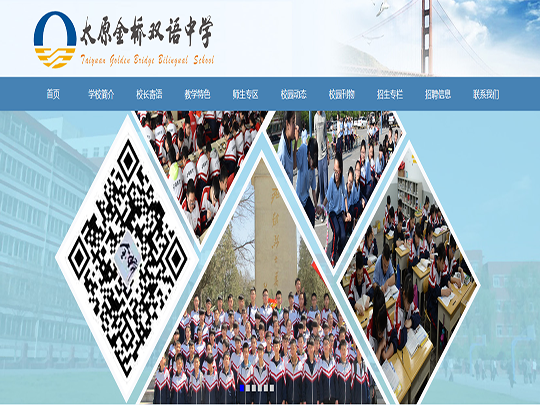 太原金桥双语中学
Taiyuan Golden Bridge Bilingual School
首页 学校简介 校长寄语 教学特色 师生专区 校园动态 校园刊物 招生专栏 招聘信息 联系我们